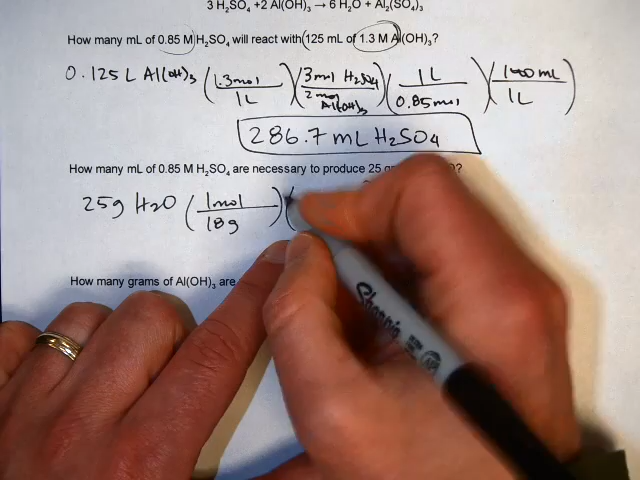 3 H₂SO₄ +2 Al(OH)₃ → 6 H₂O + Al₂(SO₄)₃
How many mL of 0.85 M H₂SO₄ will react with 125 mL of 1.3 M Al(OH)₃?
0.125 L Al(OH)₃ (1.3 mol / 1L) (3 mol H₂SO₄ / 2 mol Al(OH)₃) (1 L / 0.85 mol) (1000 mL / 1L)
286.7 mL H₂SO₄
How many mL of 0.85 M H₂SO₄ are necessary to produce 25 ?
25g H₂O (1mol / 18g) (
How many grams of Al(OH)₃ are
Sharpie